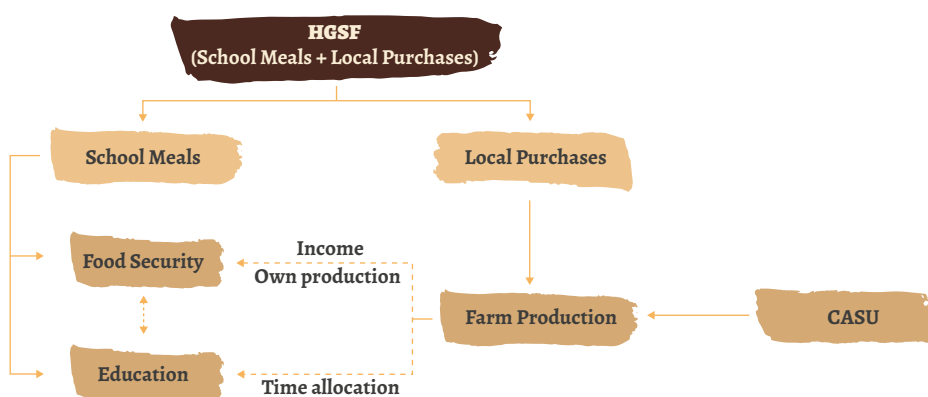 HGSF
(School Meals + Local Purchases)
School Meals
Local Purchases
Food Security
Income
Own production
Farm Production
CASU
Education
Time allocation